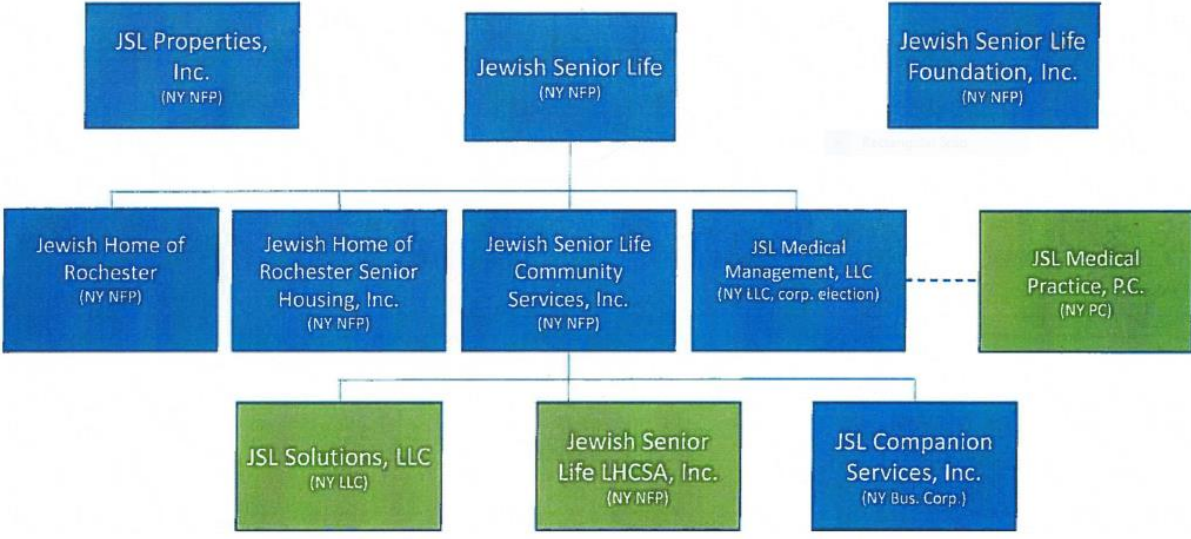 JSL Properties,
Inc.
(NY NFP)
Jewish Senior Life
(NY NFP)
Jewish Senior Life
Foundation, Inc.
(NY NFP)
Jewish Home of
Rochester
(NY NFP)
Jewish Home of
Rochester Senior
Housing, Inc.
(NY NFP)
Jewish Senior Life
Community
Services, Inc.
(NY NFP)
JSL Medical
Management, LLC
(NY LLC, corp. election)
JSL Medical
Practice, P.C.
(NY PC)
JSL Solutions, LLC
(NY LLC)
Jewish Senior
Life LHCSA, Inc.
(NY NFP)
JSL Companion
Services, Inc.
(NY Bus. Corp.)